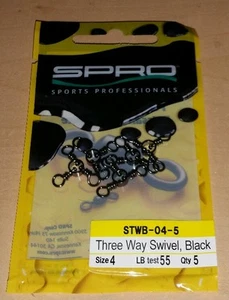 SPRO
SPORTS PROFESSIONALS
STWB-04-5
Three Way Swivel, Black
Size 4 LB test 55 Qty 5